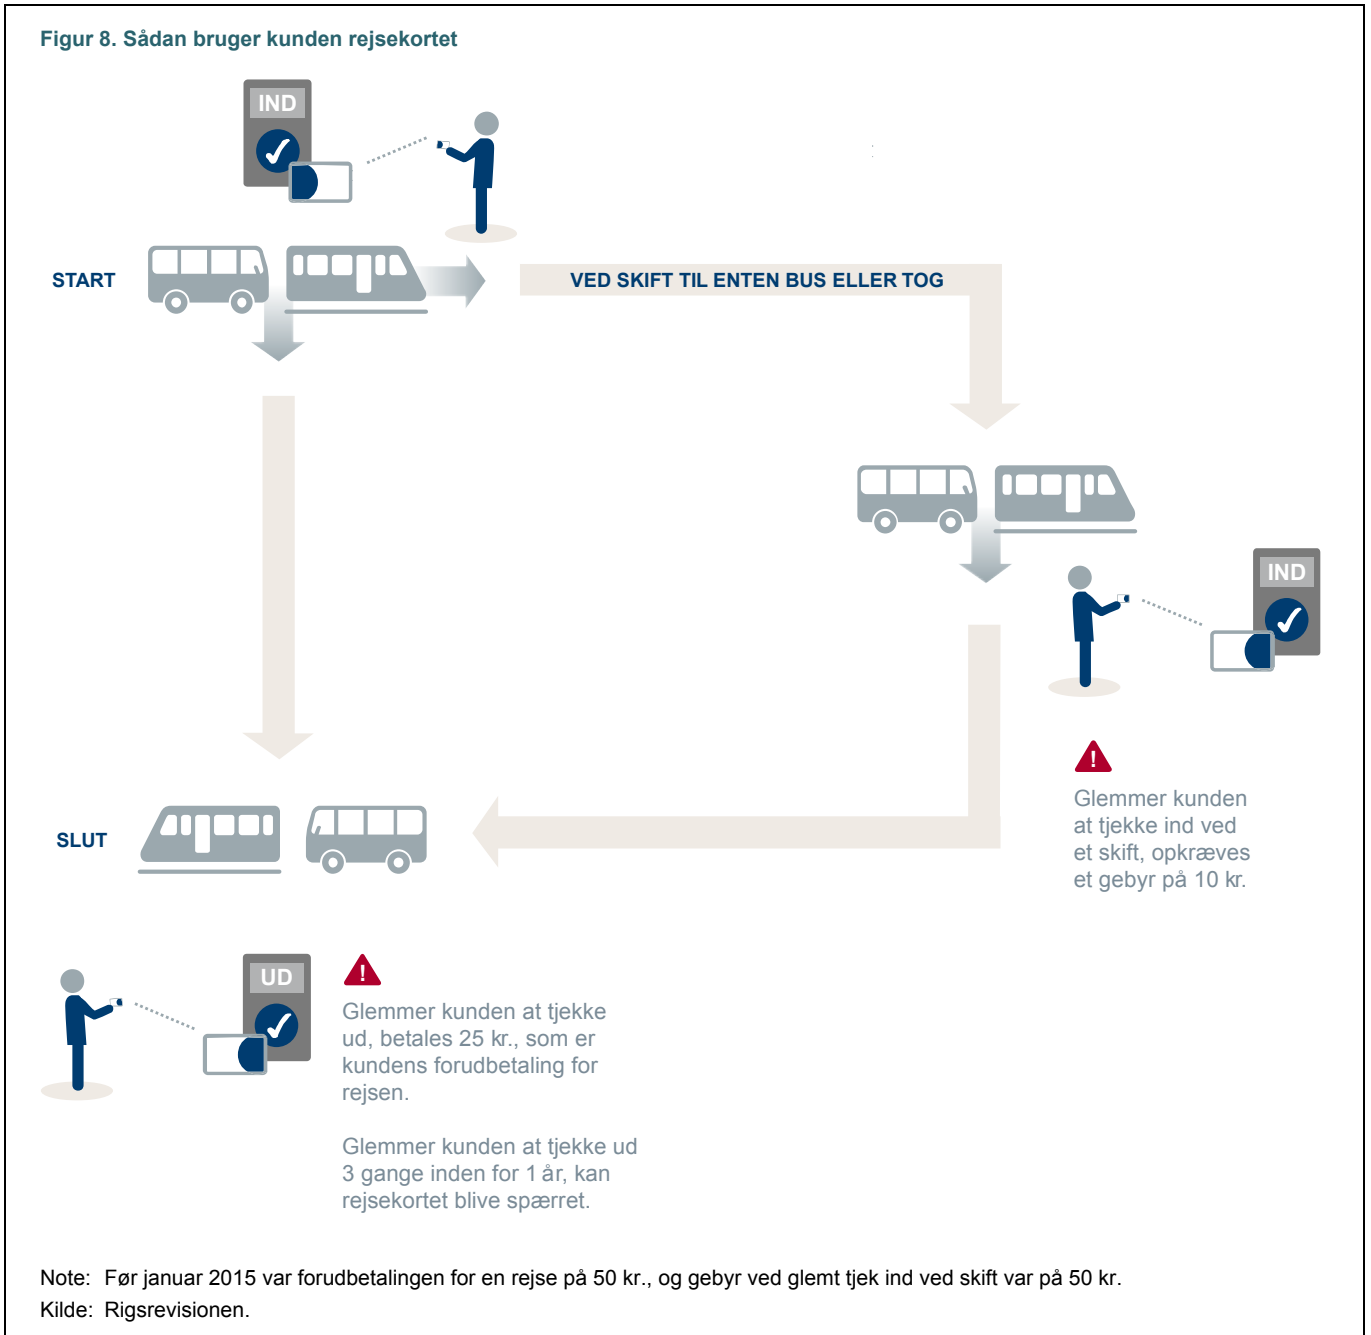 Figur 8. Sådan bruger kunden rejsekortet
IND
START
VED SKIFT TIL ENTEN BUS ELLER TOG
IND
Glemmer kunden
at tjekke ind ved
et skift, opkræves
et gebyr på 10 kr.
SLUT
UD
Glemmer kunden at tjekke
ud, betales 25 kr., som er
kundens forudbetaling for
rejsen.
Glemmer kunden at tjekke ud
3 gange inden for 1 år, kan
rejsekortet blive spærret.
Note: Før januar 2015 var forudbetalingen for en rejse på 50 kr., og gebyr ved glemt tjek ind ved skift var på 50 kr.
Kilde: Rigsrevisionen.